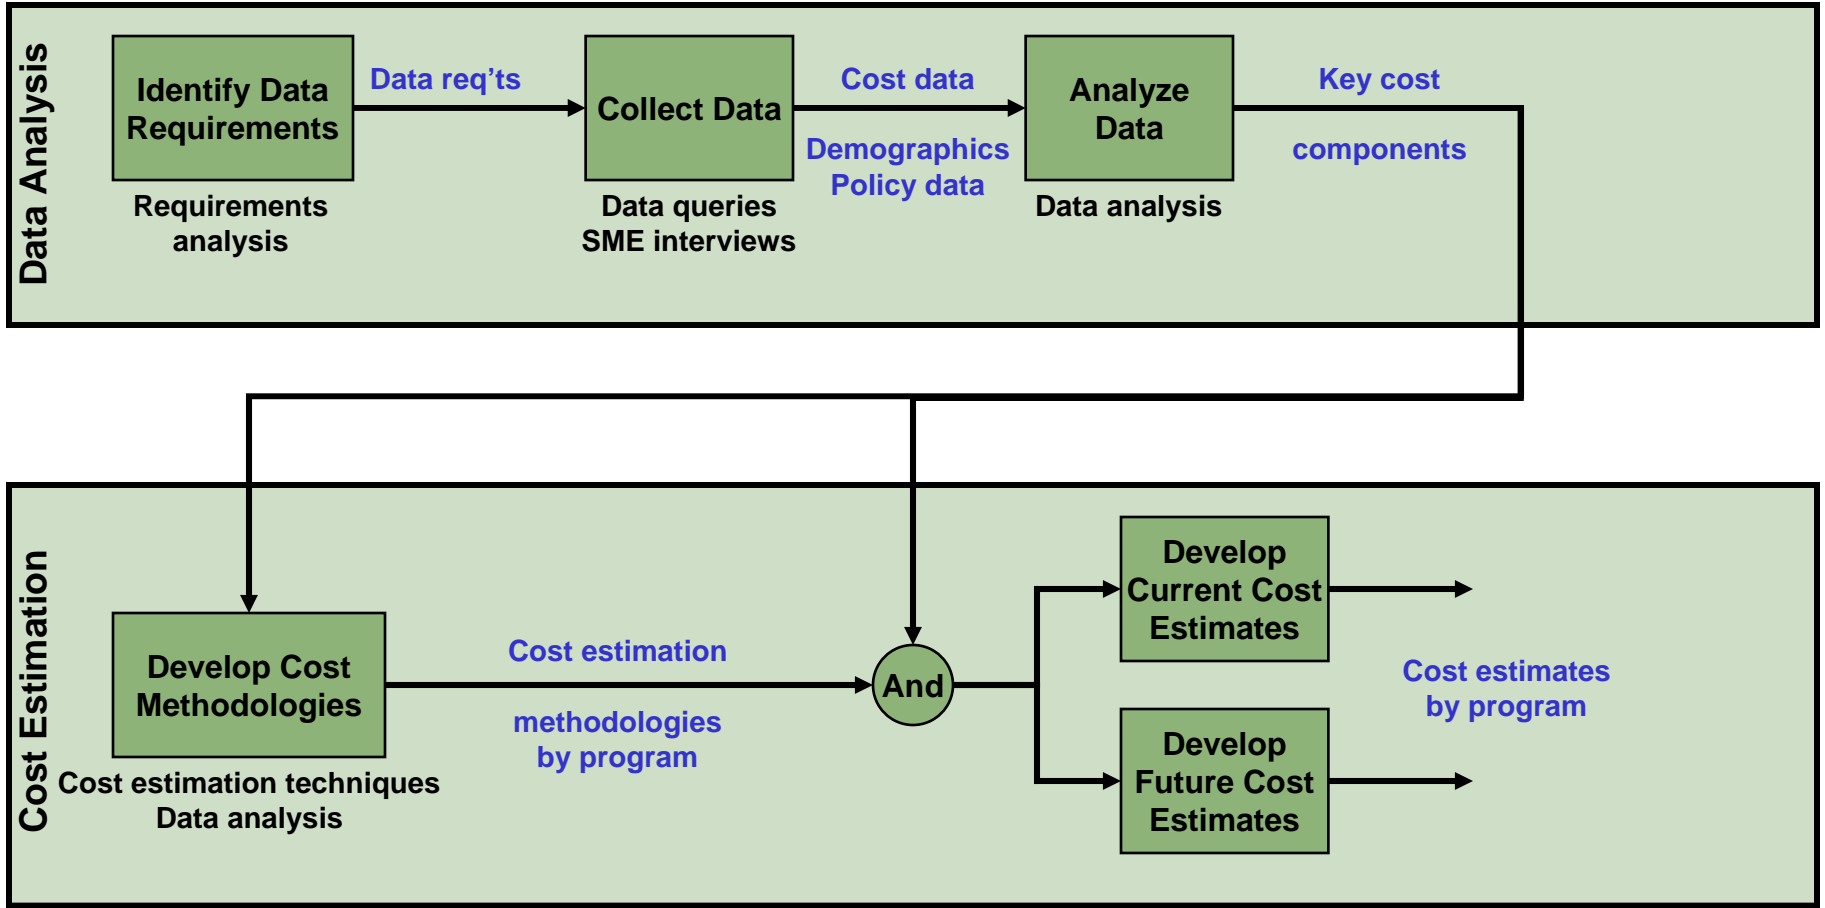 Data Analysis
Identify Data
Requirements
Requirements
analysis
Data req’ts
Collect Data
Data queries
SME interviews
Cost data
Demographics
Policy data
Analyze
Data
Data analysis
Key cost
components
Cost Estimation
Develop Cost
Methodologies
Cost estimation techniques
Data analysis
Cost estimation
methodologies
by program
And
Develop
Current Cost
Estimates
Develop
Future Cost
Estimates
Cost estimates
by program